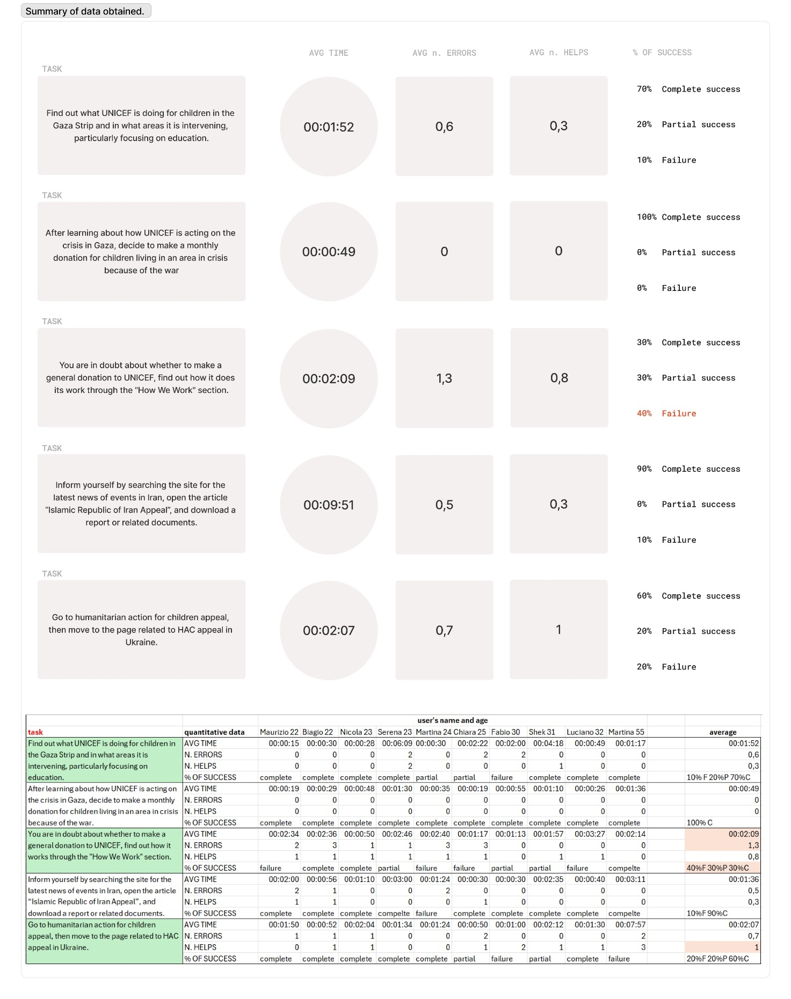 Summary of data obtained.
AVG TIME AVG n. ERRORS AVG n. HELPS % OF SUCCESS
TASK
Find out what UNICEF is doing for children in the
Gaza Strip and in what areas it is intervening,
particularly focusing on education.
00:01:52
0,6
0,3
70% Complete success
20% Partial success
10% Failure
TASK
After learning about how UNICEF is acting on the
crisis in Gaza, decide to make a monthly
donation for children living in an area in crisis
because of the war
00:00:49
0
0
100% Complete success
0% Partial success
0% Failure
TASK
You are in doubt about whether to make a
general donation to UNICEF, find out how it does
its work through the "How We Work" section.
00:02:09
1,3
0,8
30% Complete success
30% Partial success
40% Failure
TASK
Inform yourself by searching the site for the
latest news of events in Iran, open the article
“Islamic Republic of Iran Appeal”, and download a
report or related documents.
00:09:51
0,5
0,3
90% Complete success
0% Partial success
10% Failure
TASK
Go to humanitarian action for children appeal,
then move to the page related to HAC appeal in
Ukraine.
00:02:07
0,7
1
60% Complete success
20% Partial success
20% Failure
user's name and age
task quantitative data Maurizio 22 Biagio 22 Nicola 23 Serena 23 Martina 24 Chiara 25 Fabio 30 Shek 31 Luciano 32 Martina 55 average
Find out what UNICEF is doing for children in AVG TIME 00:00:15 00:00:30 00:00:28 00:06:09 00:00:30 00:02:22 00:02:00 00:04:18 00:00:49 00:01:17 00:01:52
the Gaza Strip and in what areas it is N. ERRORS 0 0 0 2 0 2 2 0 0 0 0,6
intervening, particularly focusing on N. HELPS 0 0 0 2 0 0 0 1 0 0 0,3
education. % OF SUCCESS complete complete complete complete partial partial failure complete complete complete 10% F 20%P 70%C
After learning about how UNICEF is acting on AVG TIME 00:00:19 00:00:29 00:00:48 00:01:30 00:00:35 00:00:19 00:00:55 00:01:10 00:00:26 00:01:36 00:00:49
the crisis in Gaza, decide to make a monthly N. ERRORS 0 0 0 0 0 0 0 0 0 0 0
donation for children living in an area in crisis N. HELPS 0 0 0 0 0 0 0 0 0 0 0
because of the war. % OF SUCCESS complete complete complete complete complete complete complete complete complete complete 100% C
You are in doubt about whether to make a AVG TIME 00:02:34 00:02:36 00:00:50 00:02:46 00:02:40 00:01:17 00:01:13 00:01:57 00:03:27 00:02:14 00:02:09
general donation to UNICEF, find out how it N. ERRORS 2 3 1 1 3 3 0 0 0 0 1,3
works through the "How We Work" section. N. HELPS 1 1 1 1 1 1 0 1 1 0 0,8
% OF SUCCESS failure complete complete partial failure failure partial partial failure compelte 40%F 30%P 30%C
Inform yourself by searching the site for the AVG TIME 00:02:00 00:00:56 00:01:10 00:03:00 00:01:24 00:00:30 00:00:30 00:02:35 00:00:40 00:03:11 00:01:36
latest news of events in Iran, open the article N. ERRORS 2 1 0 0 2 0 0 0 0 0 0,5
“Islamic Republic of Iran Appeal”, and N. HELPS 1 1 0 0 0 1 0 0 0 0 0,3
download a report or related documents. % OF SUCCESS complete complete complete compelte failure complete complete complete complete compelte 10%F 90%C
Go to humanitarian action for children AVG TIME 00:01:50 00:00:52 00:02:04 00:01:34 00:01:24 00:00:50 00:01:00 00:02:12 00:01:30 00:07:57 00:02:07
appeal, then move to the page related to HAC N. ERRORS 1 1 1 0 0 2 0 0 0 2 0,7
appeal in Ukraine. N. HELPS 0 1 1 0 0 1 2 1 1 3 1
% OF SUCCESS complete complete complete complete complete partial failure partial complete failure 20%F 20%P 60%C